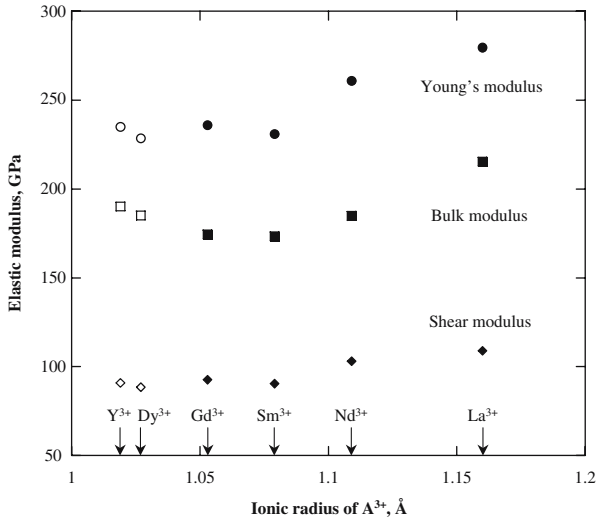 300
250
200
150
100
50
Elastic modulus, GPa
Young's modulus
Bulk modulus
Shear modulus
Y³⁺ Dy³⁺ Gd³⁺ Sm³⁺ Nd³⁺ La³⁺
1 1.05 1.1 1.15 1.2
Ionic radius of A³⁺, Å